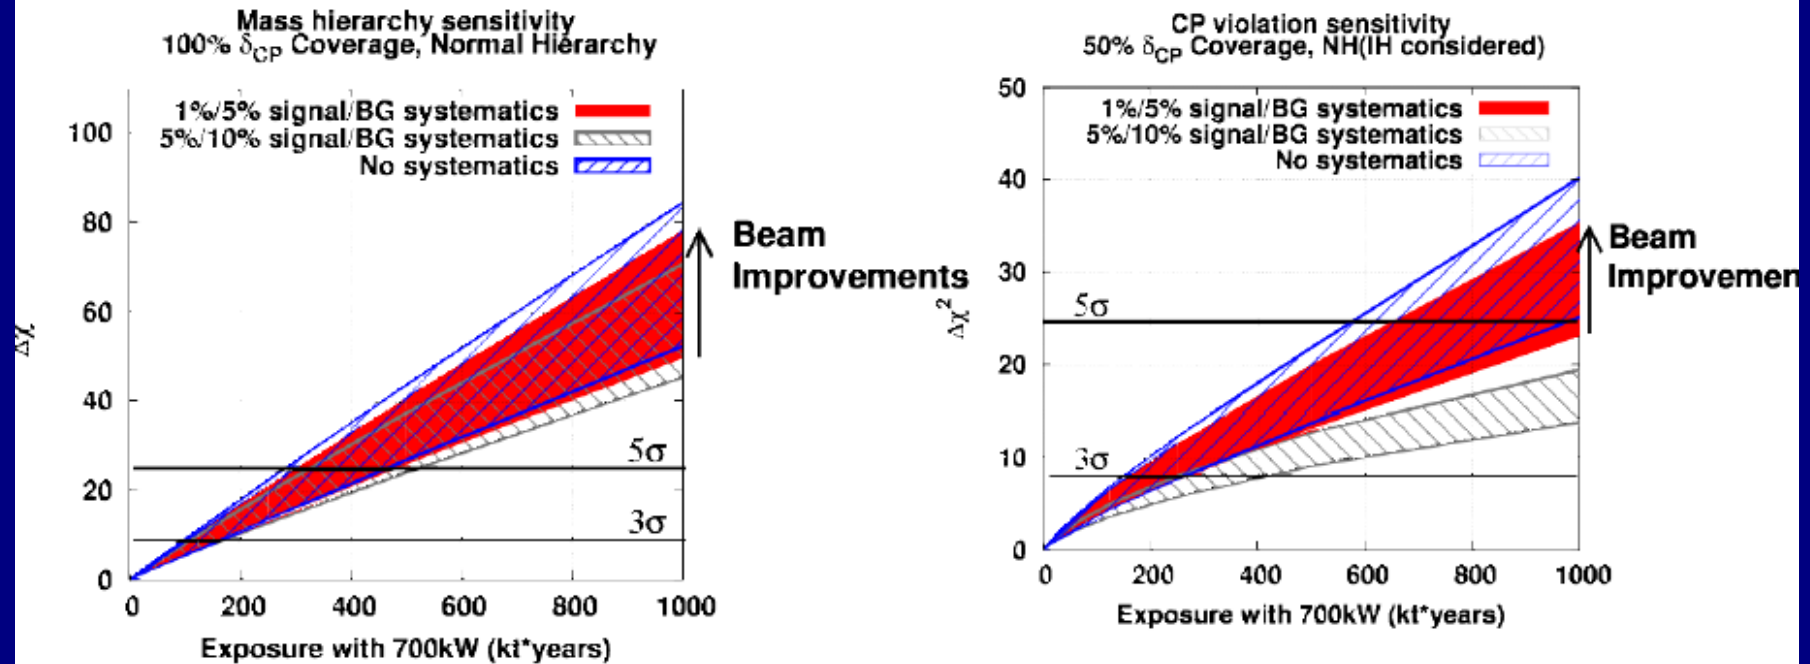 Mass hierarchy sensitivity
100% δCP Coverage, Normal Hierarchy
1%/5% signal/BG systematics
5%/10% signal/BG systematics
No systematics
100
80
60
40
20
0
Δχ
5σ
3σ
0 200 400 600 800 1000
Exposure with 700kW (kt*years)
Beam
Improvements
CP violation sensitivity
50% δCP Coverage, NH(IH considered)
1%/5% signal/BG systematics
5%/10% signal/BG systematics
No systematics
50
40
30
20
10
0
Δχ²
5σ
3σ
0 200 400 600 800 1000
Exposure with 700kW (kt*years)
Beam
Improvemen